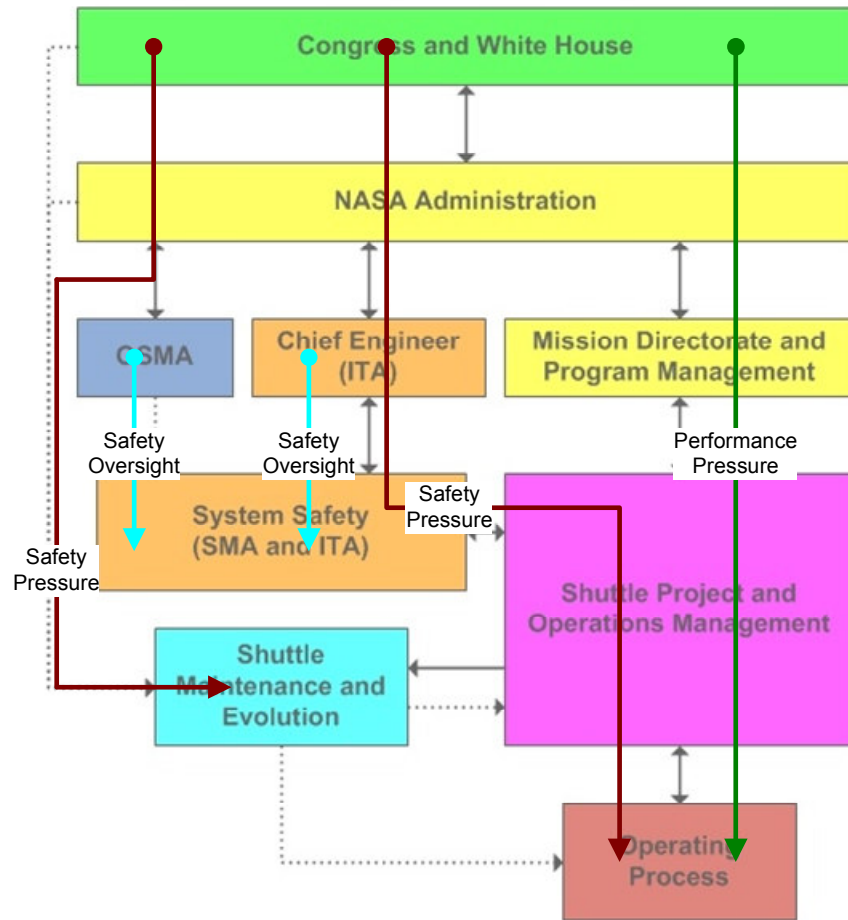 Congress and White House
NASA Administration
OSMA
Chief Engineer
(ITA)
Mission Directorate and
Program Management
Safety
Oversight
Safety
Oversight
Performance
Pressure
System Safety
(SMA and ITA)
Safety
Pressure
Safety
Pressure
Shuttle Project and
Operations Management
Shuttle
Maintenance and
Evolution
Operating
Process